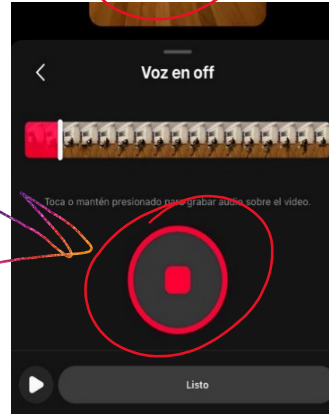 Voz en off
Toca o mantén presionado para grabar audio sobre el video.
Listo